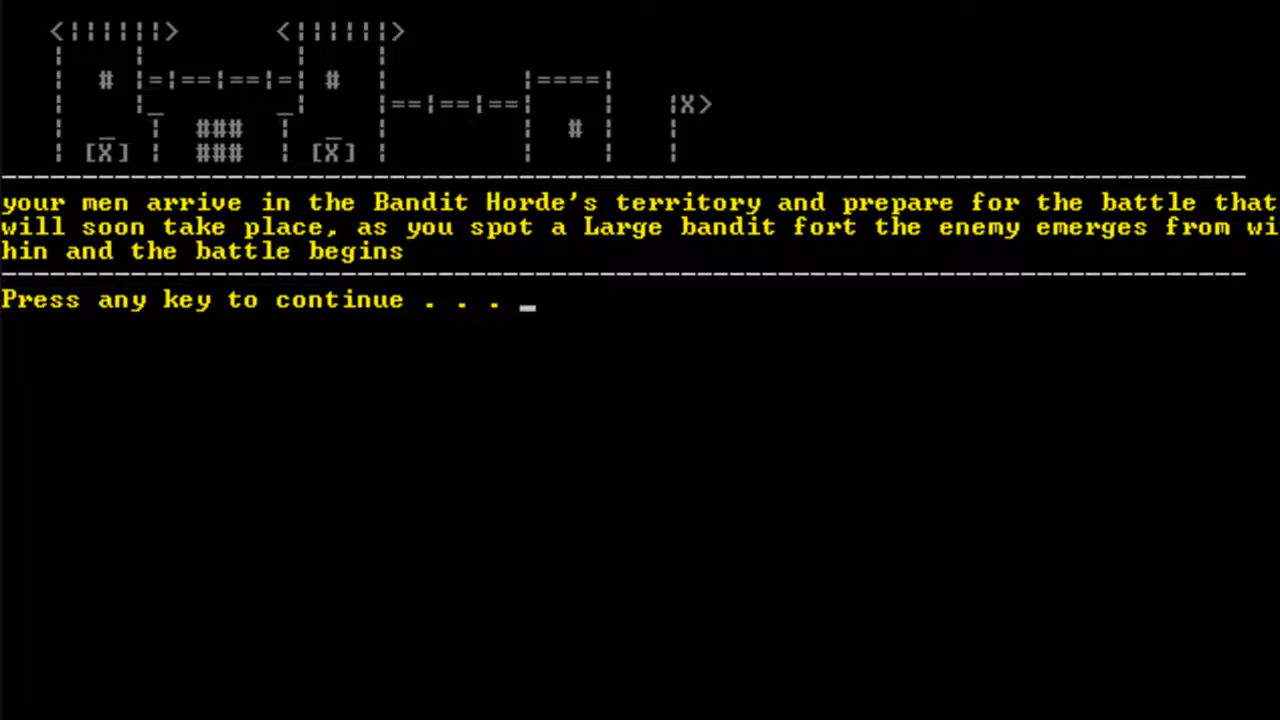 your men arrive in the Bandit Horde's territory and prepare for the battle that
will soon take place, as you spot a Large bandit fort the enemy emerges from wi
hin and the battle begins
Press any key to continue . . . _